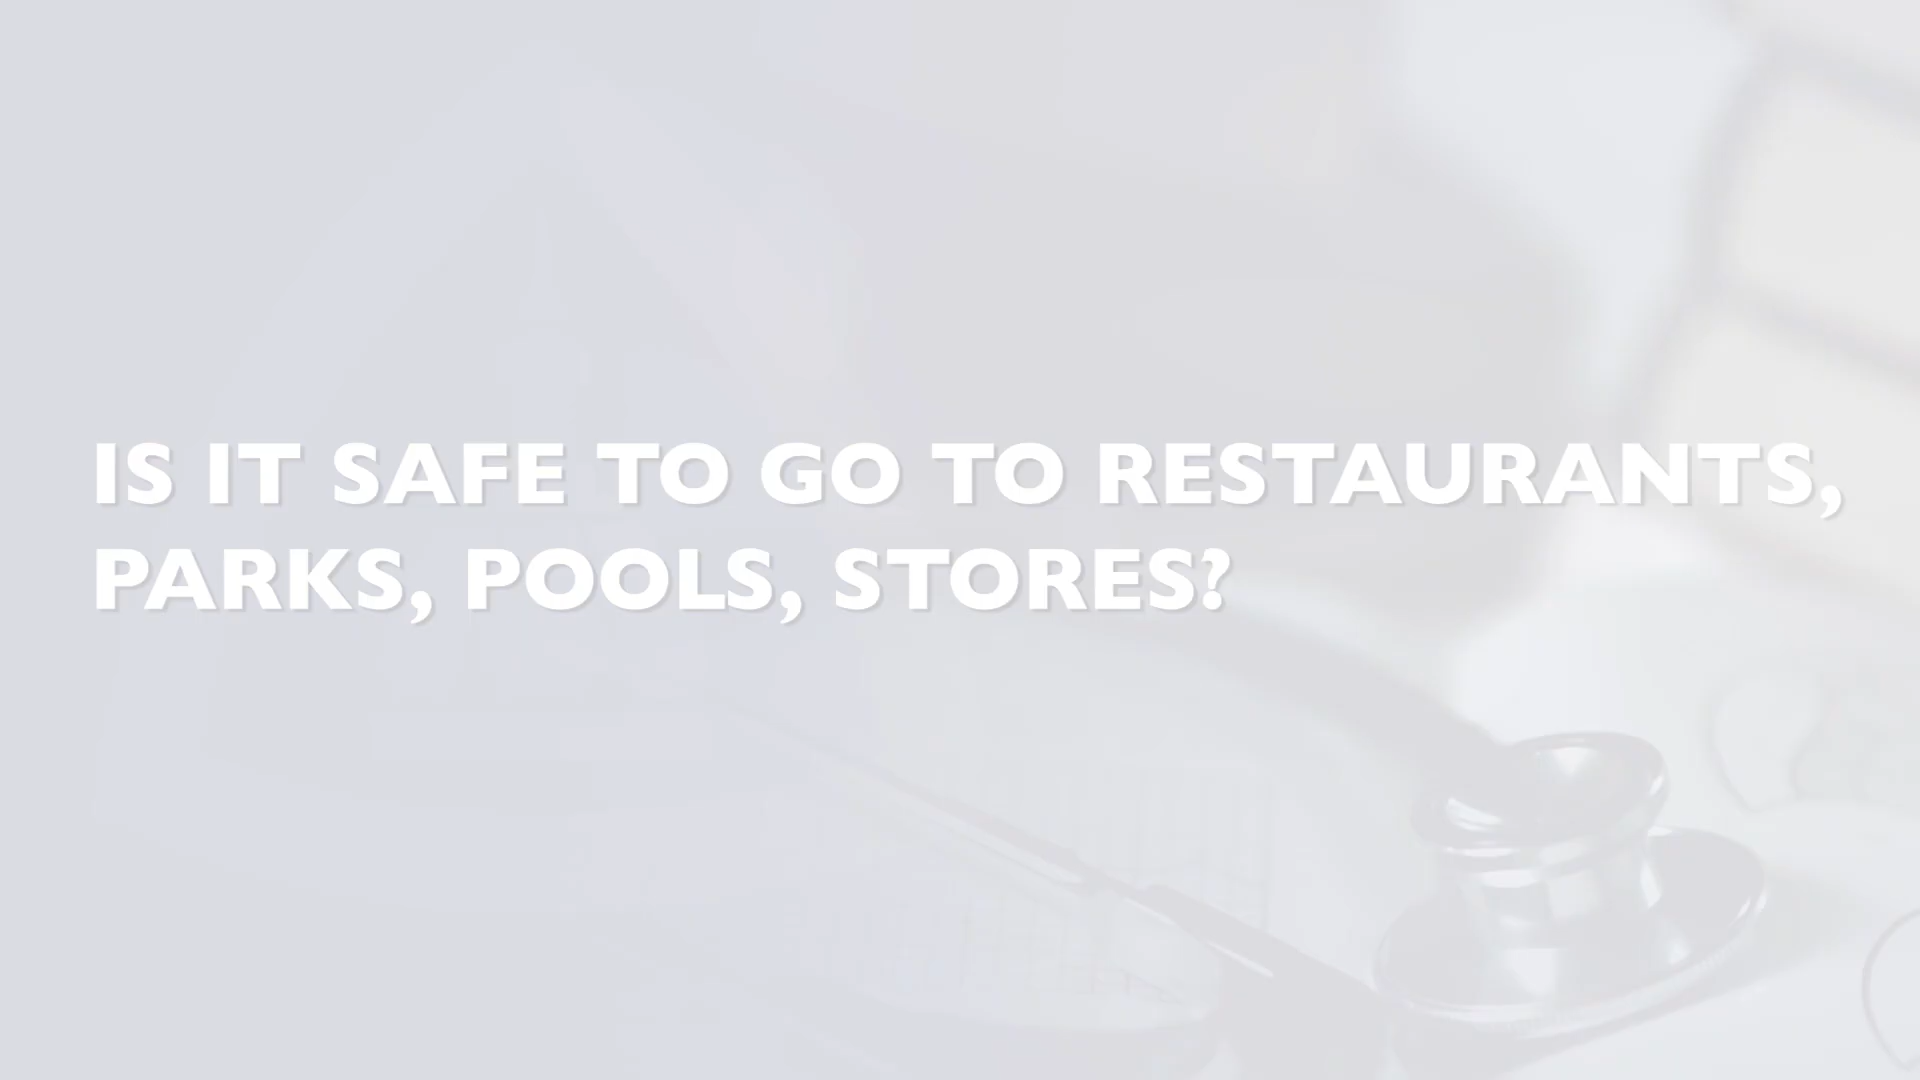 IS IT SAFE TO GO TO RESTAURANTS,
PARKS, POOLS, STORES?